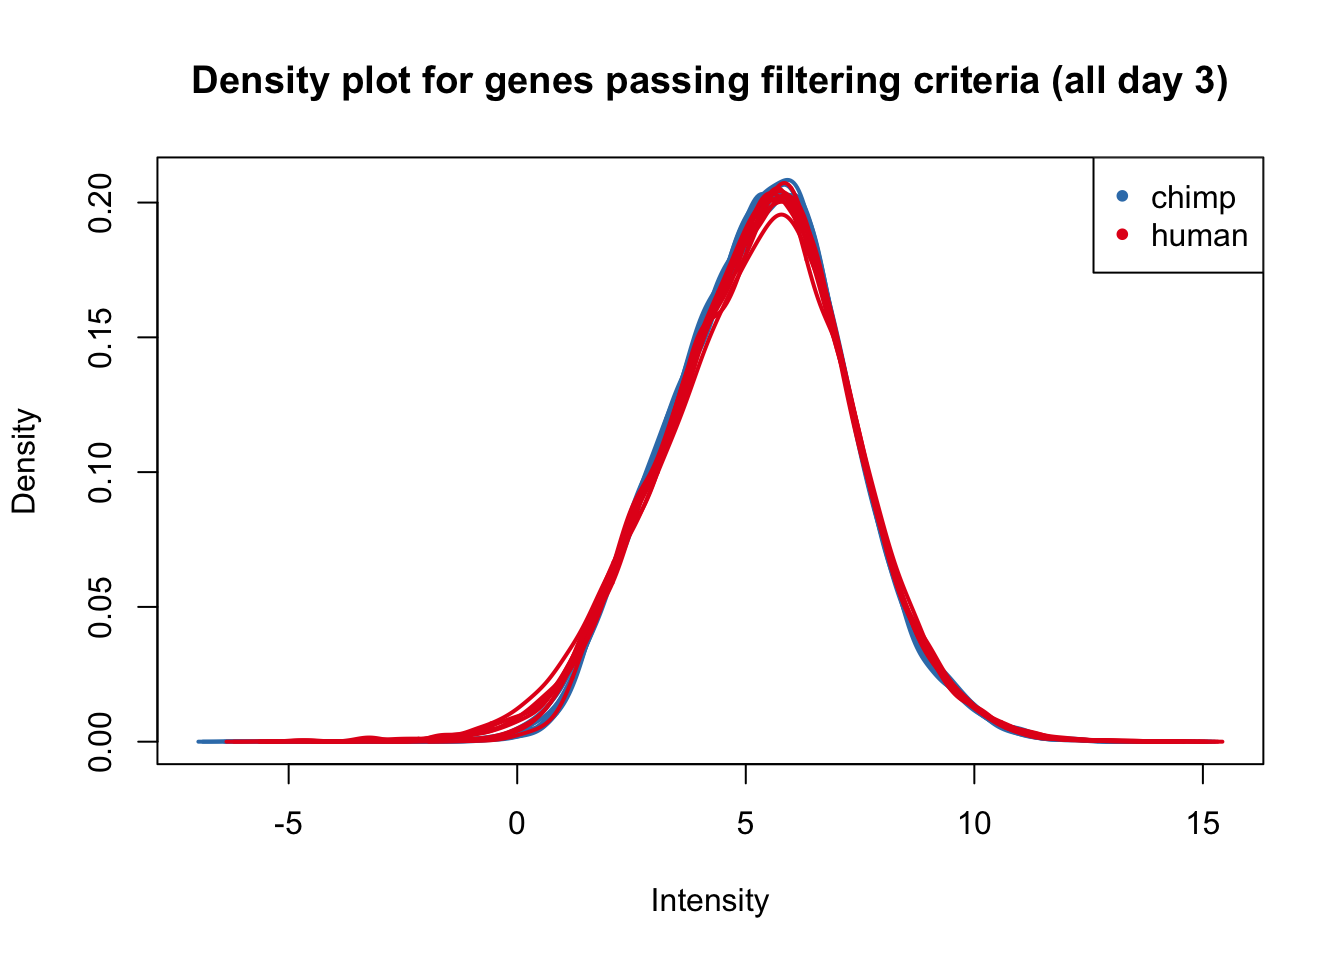 Density plot for genes passing filtering criteria (all day 3)
chimp
human
Density
0.20
0.15
0.10
0.05
0.00
-5 0 5 10 15
Intensity